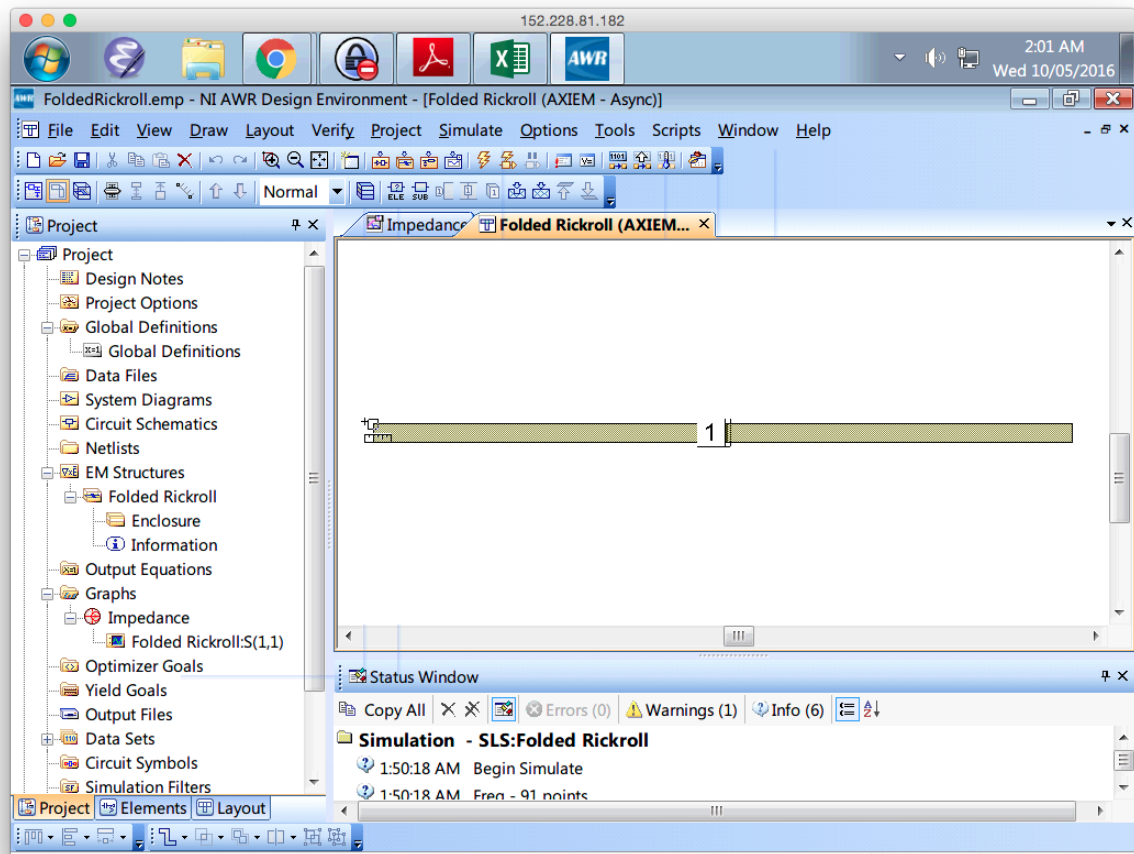 152.228.81.182
AWR
2:01 AM
Wed 10/05/2016
FoldedRickroll.emp - NI AWR Design Environment - [Folded Rickroll (AXIEM - Async)]
File Edit View Draw Layout Verify Project Simulate Options Tools Scripts Window Help
Normal
ELE SUB
Project
Impedance Folded Rickroll (AXIEM...
Project
Design Notes
Project Options
Global Definitions
Global Definitions
Data Files
System Diagrams
Circuit Schematics
Netlists
EM Structures
Folded Rickroll
Enclosure
Information
Output Equations
Graphs
Impedance
Folded Rickroll:S(1,1)
Optimizer Goals
Yield Goals
Output Files
Data Sets
Circuit Symbols
Simulation Filters
Project Elements Layout
1
Status Window
Copy All Errors (0) Warnings (1) Info (6)
Simulation - SLS:Folded Rickroll
1:50:18 AM Begin Simulate
1:50:18 AM Freq - 91 points